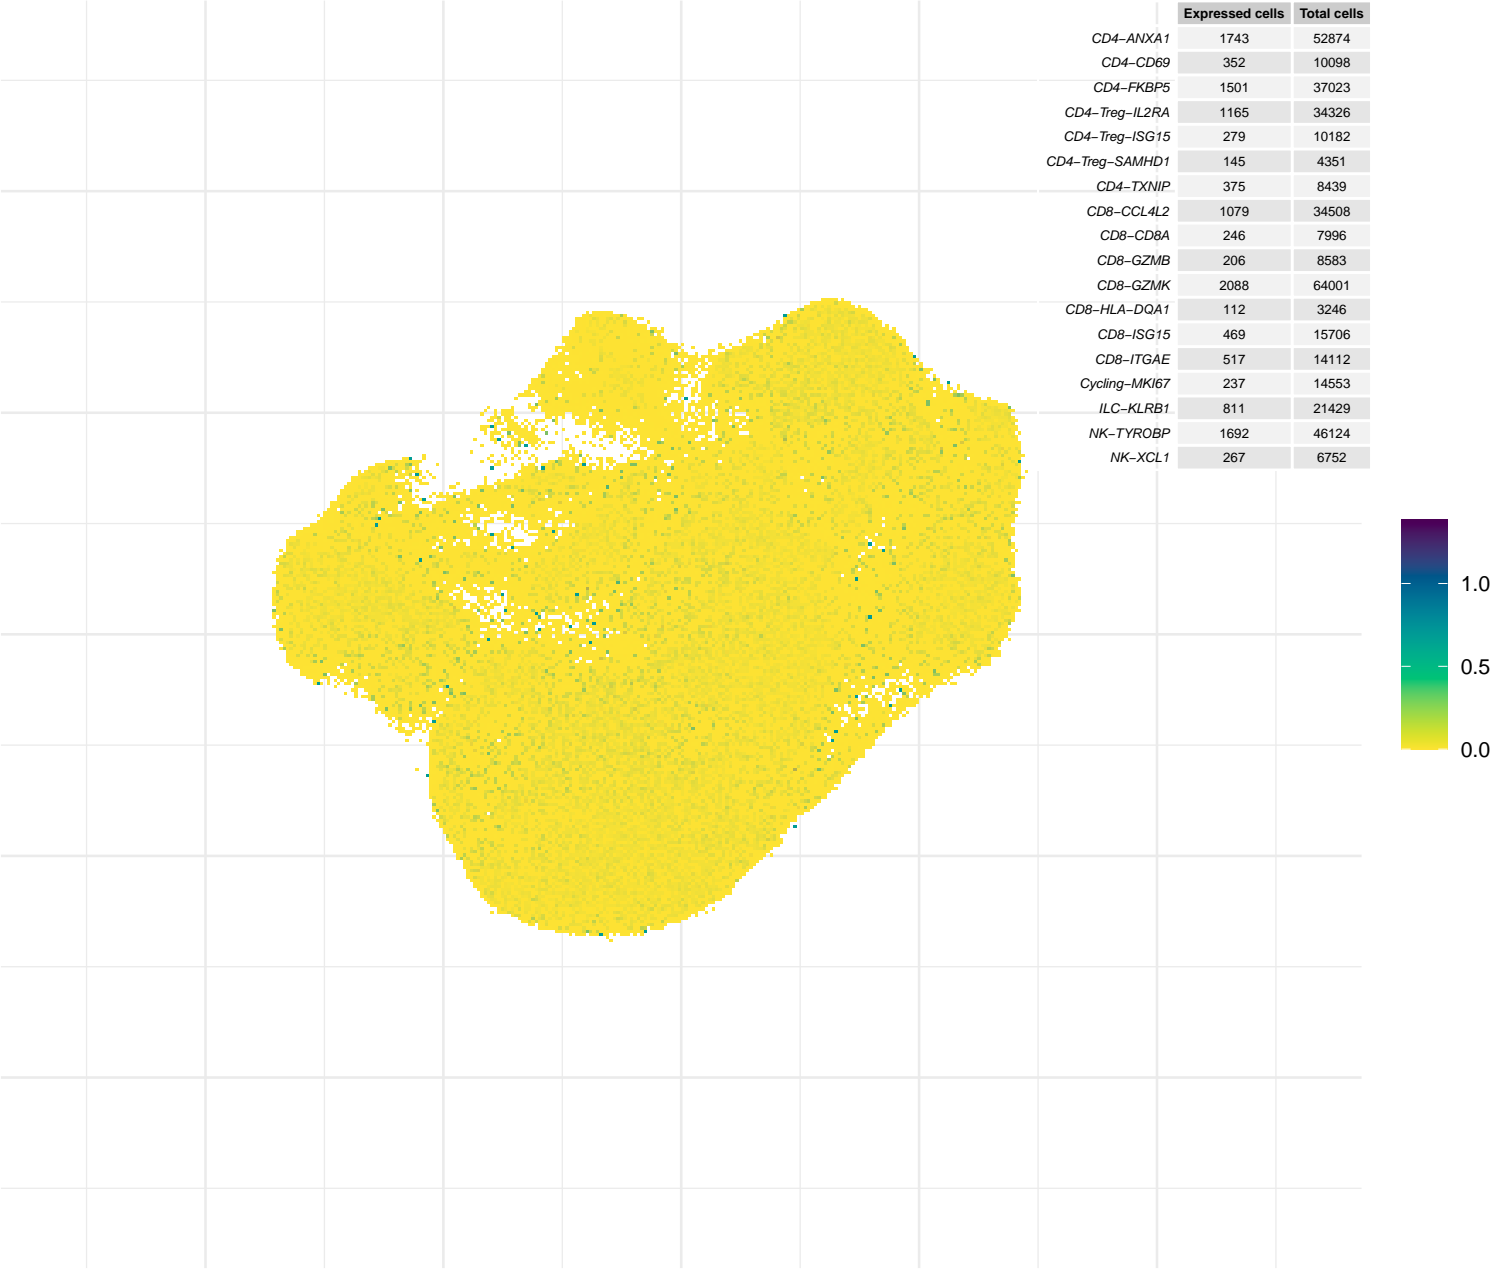 Expressed cells Total cells
CD4−ANXA1 1743 52874
CD4−CD69 352 10098
CD4−FKBP5 1501 37023
CD4−Treg−IL2RA 1165 34326
CD4−Treg−ISG15 279 10182
CD4−Treg−SAMHD1 145 4351
CD4−TXNIP 375 8439
CD8−CCL4L2 1079 34508
CD8−CD8A 246 7996
CD8−GZMB 206 8583
CD8−GZMK 2088 64001
CD8−HLA−DQA1 112 3246
CD8−ISG15 469 15706
CD8−ITGAE 517 14112
Cycling−MKI67 237 14553
ILC−KLRB1 811 21429
NK−TYROBP 1692 46124
NK−XCL1 267 6752
1.0
0.5
0.0